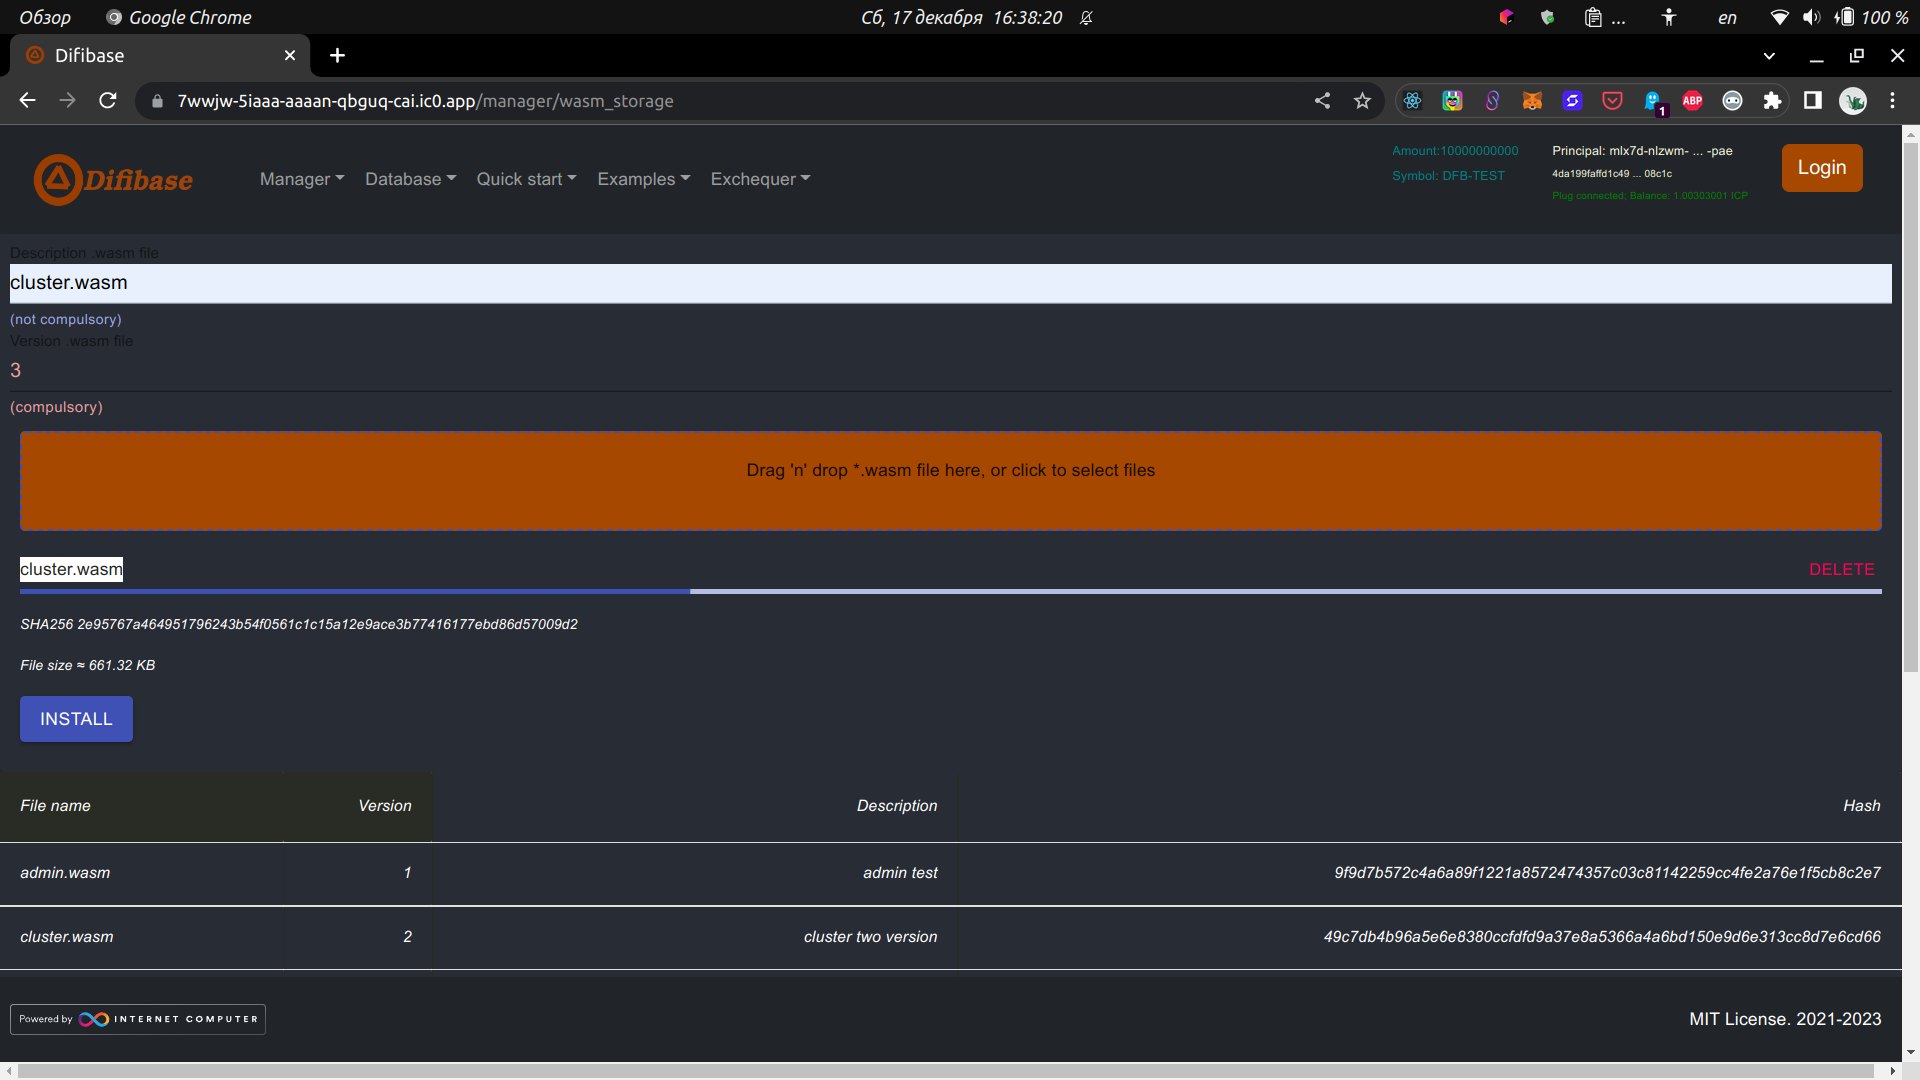 Обзор Google Chrome Сб, 17 декабря 16:38:20 ... en 100 %
Difibase
7wwjw-5iaaa-aaaan-qbguq-cai.ic0.app/manager/wasm_storage ABP 1
Difibase Manager Database Quick start Examples Exchequer
Amount:10000000000
Symbol: DFB-TEST
Principal: mlx7d-nlzwm- ... -pae
4da199faffd1c49 ... 08c1c
Plug connected, Balance: 1.00303001 ICP
Login
Description .wasm file
cluster.wasm
(not compulsory)
Version .wasm file
3
(compulsory)
Drag 'n' drop *.wasm file here, or click to select files
cluster.wasm DELETE
SHA256 2e95767a464951796243b54f0561c1c15a12e9ace3b77416177ebd86d57009d2
File size ≈ 661.32 KB
INSTALL
File name Version Description Hash
admin.wasm 1 admin test 9f9d7b572c4a6a89f1221a8572474357c03c81142259cc4fe2a76e1f5cb8c2e7
cluster.wasm 2 cluster two version 49c7db4b96a5e6e8380ccfdfd9a37e8a5366a4a6bd150e9d6e313cc8d7e6cd66
Powered by INTERNET COMPUTER MIT License. 2021-2023